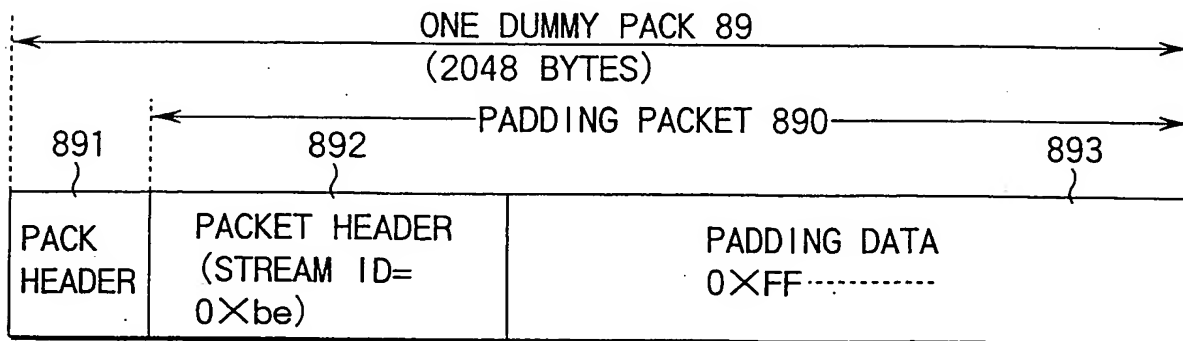 ONE DUMMY PACK 89
(2048 BYTES)
PADDING PACKET 890
891
892
893
PACK
HEADER
PACKET HEADER
(STREAM ID=
0×be)
PADDING DATA
0×FF------------